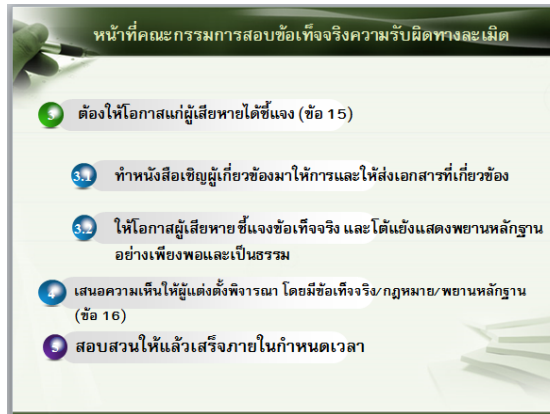 หน้าที่คณะกรรมการสอบข้อเท็จจริงความรับผิดทางละเมิด
3 ต้องให้โอกาสแก่ผู้เสียหายได้ชี้แจง (ข้อ 15)
3.1 ทำหนังสือเชิญผู้เกี่ยวข้องมาให้การและให้ส่งเอกสารที่เกี่ยวข้อง
3.2 ให้โอกาสผู้เสียหาย ชี้แจงข้อเท็จจริง และโต้แย้งแสดงพยานหลักฐาน
อย่างเพียงพอและเป็นธรรม
4 เสนอความเห็นให้ผู้แต่งตั้งพิจารณา โดยมีข้อเท็จจริง/กฎหมาย/พยานหลักฐาน
(ข้อ 16)
5 สอบสวนให้แล้วเสร็จภายในกำหนดเวลา